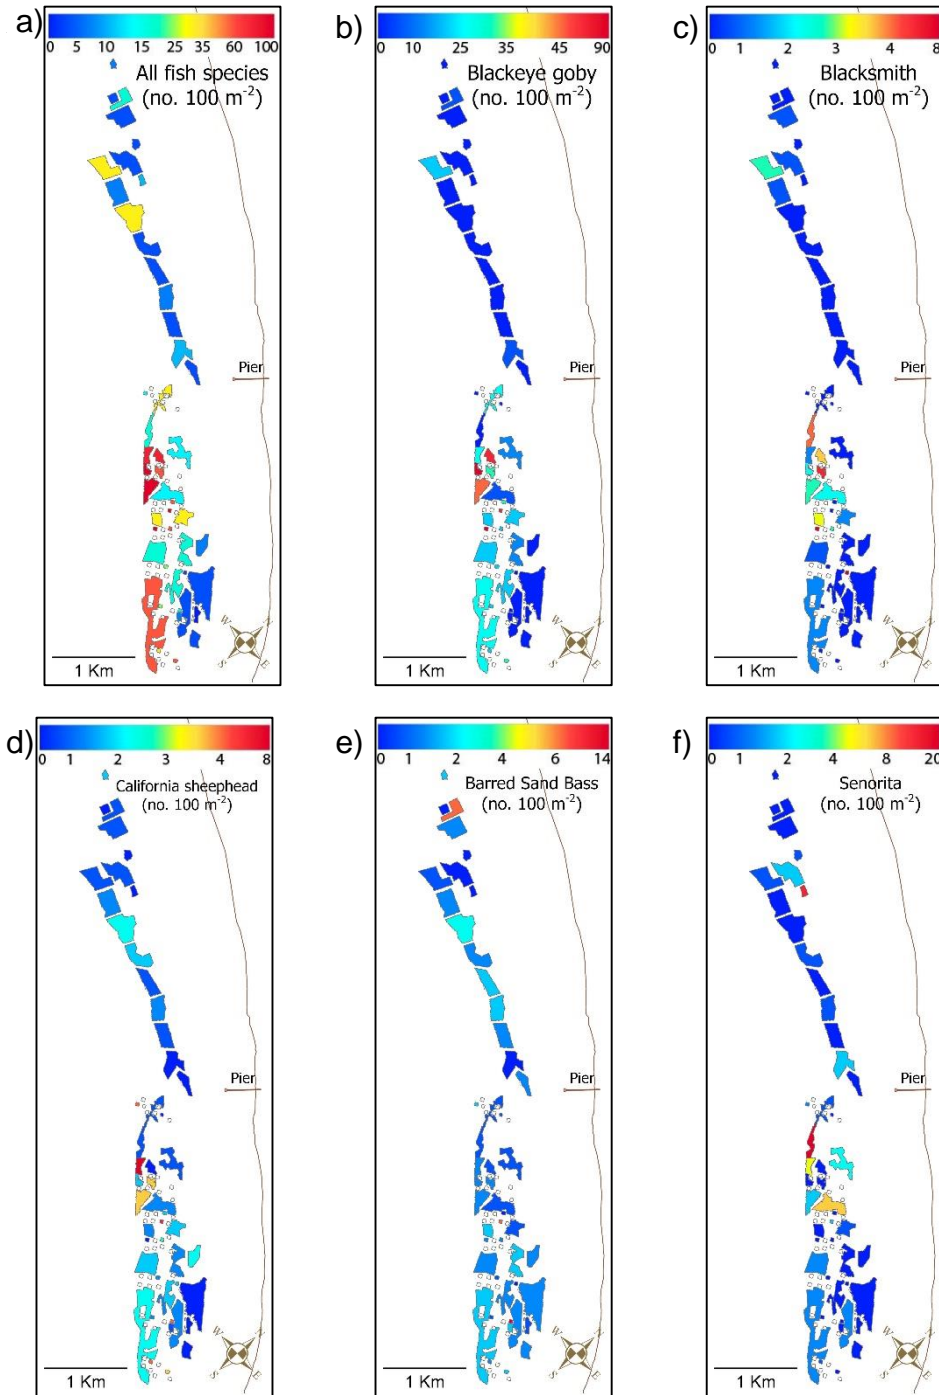 a)
0 5 10 15 25 35 60 100
All fish species
(no. 100 m⁻²)
Pier
1 Km
W N
S E
b)
0 10 25 35 45 90
Blackeye goby
(no. 100 m⁻²)
Pier
1 Km
W N
S E
c)
0 1 2 3 4 8
Blacksmith
(no. 100 m⁻²)
Pier
1 Km
W N
S E
d)
0 1 2 3 4 8
California sheephead
(no. 100 m⁻²)
Pier
1 Km
W N
S E
e)
0 1 2 4 6 14
Barred Sand Bass
(no. 100 m⁻²)
Pier
1 Km
W N
S E
f)
0 1 2 4 8 20
Senorita
(no. 100 m⁻²)
Pier
1 Km
W N
S E